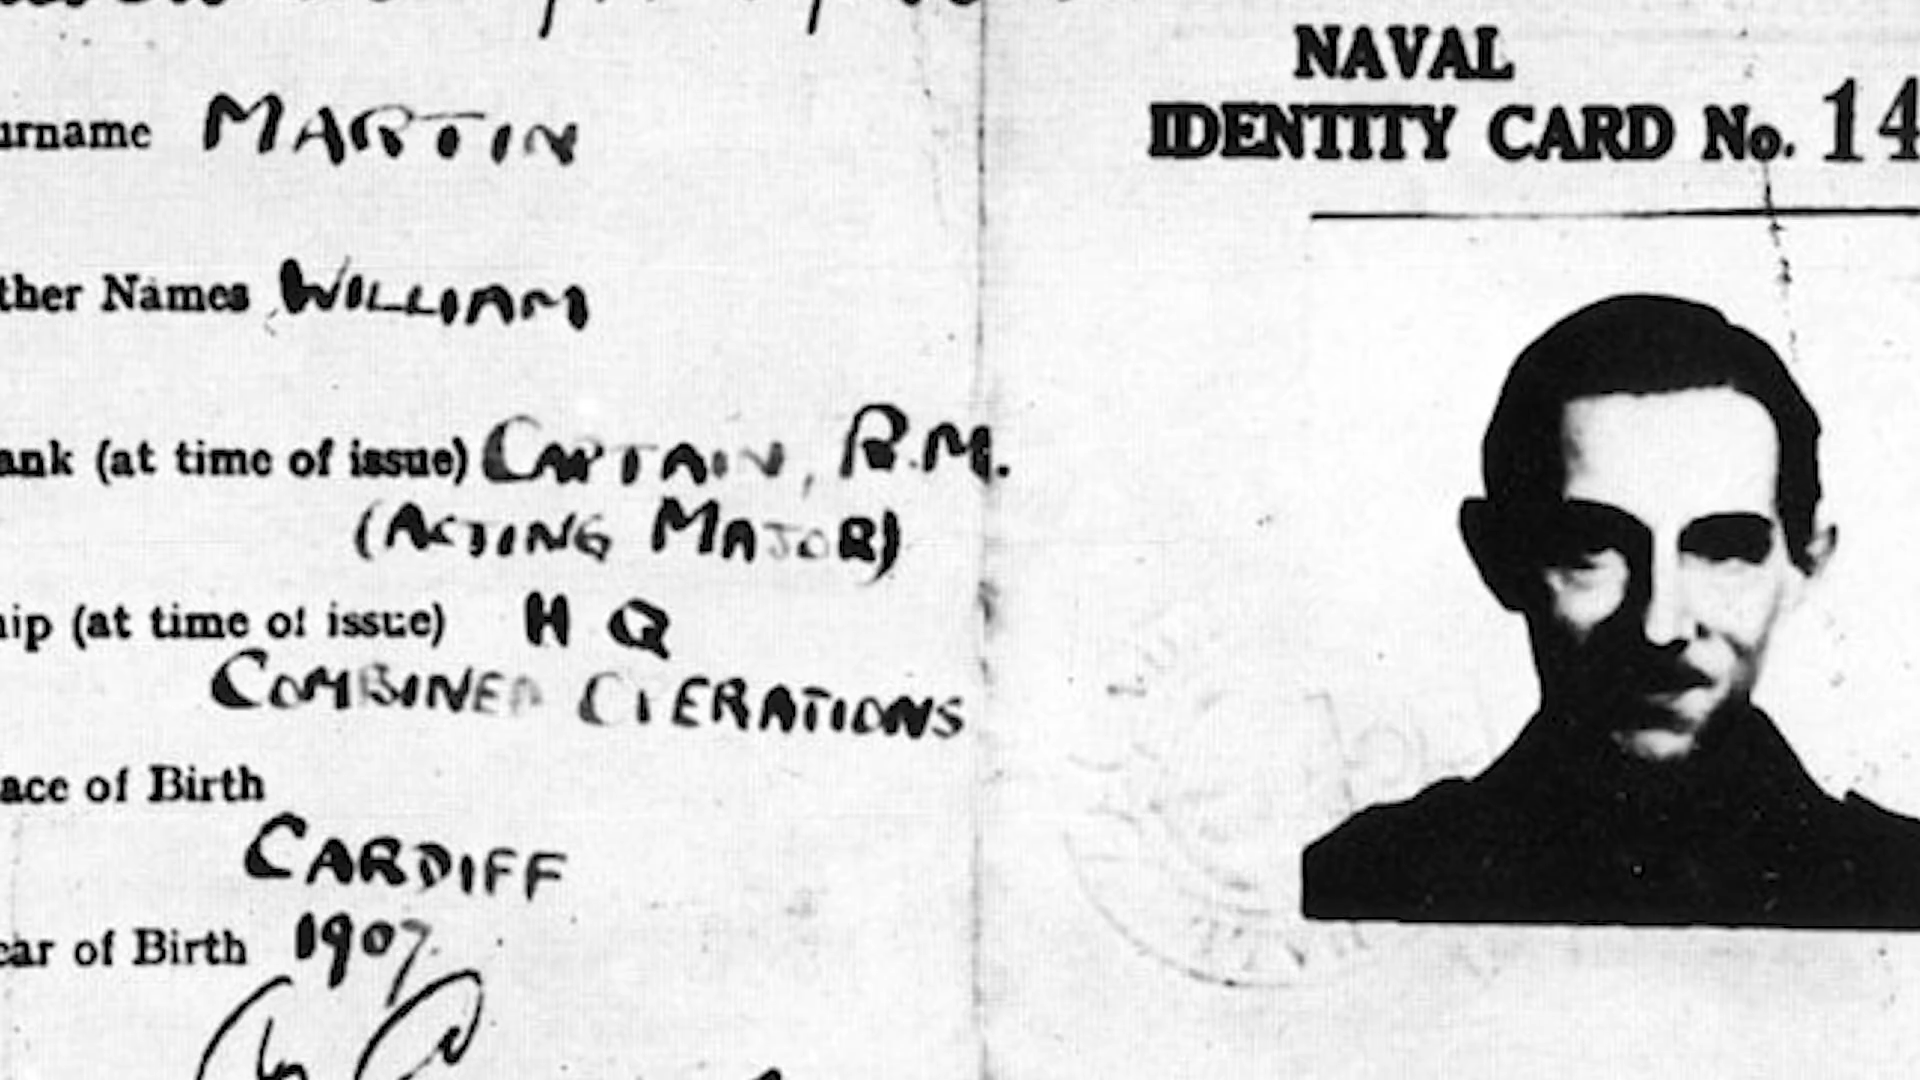 urname MARTIN
ther Names WILLIAM
ank (at time of issue) CAPTAIN, R.M.
(ACTING MAJOR)
hip (at time of issue) H Q
COMBINED OPERATIONS
ace of Birth
CARDIFF
ear of Birth 1907
NAVAL
IDENTITY CARD No. 14